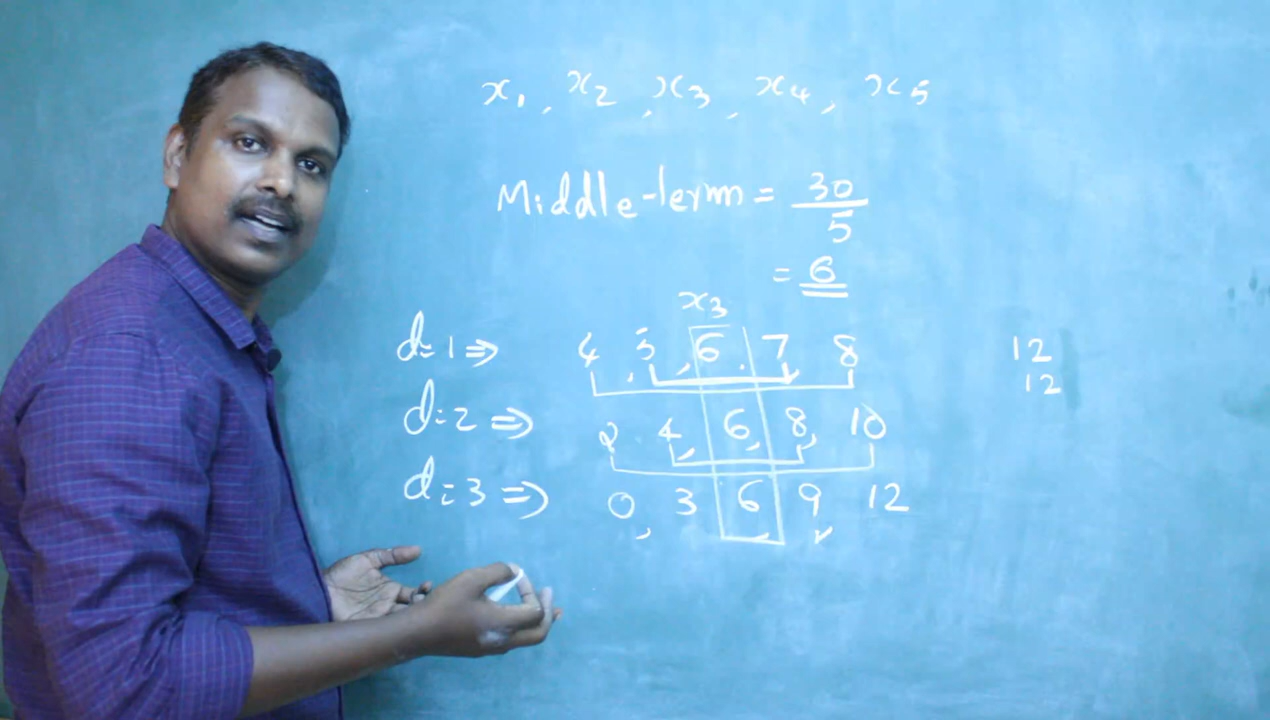 x₁, x₂, x₃, x₄, x₅
Middle-term = 30/5
= 6
x₃
d=1 ⇒ 4, 5, 6, 7 8
12
12
d=2 ⇒ 2 4, 6, 8, 10
d=3 ⇒ 0, 3 6 9 12